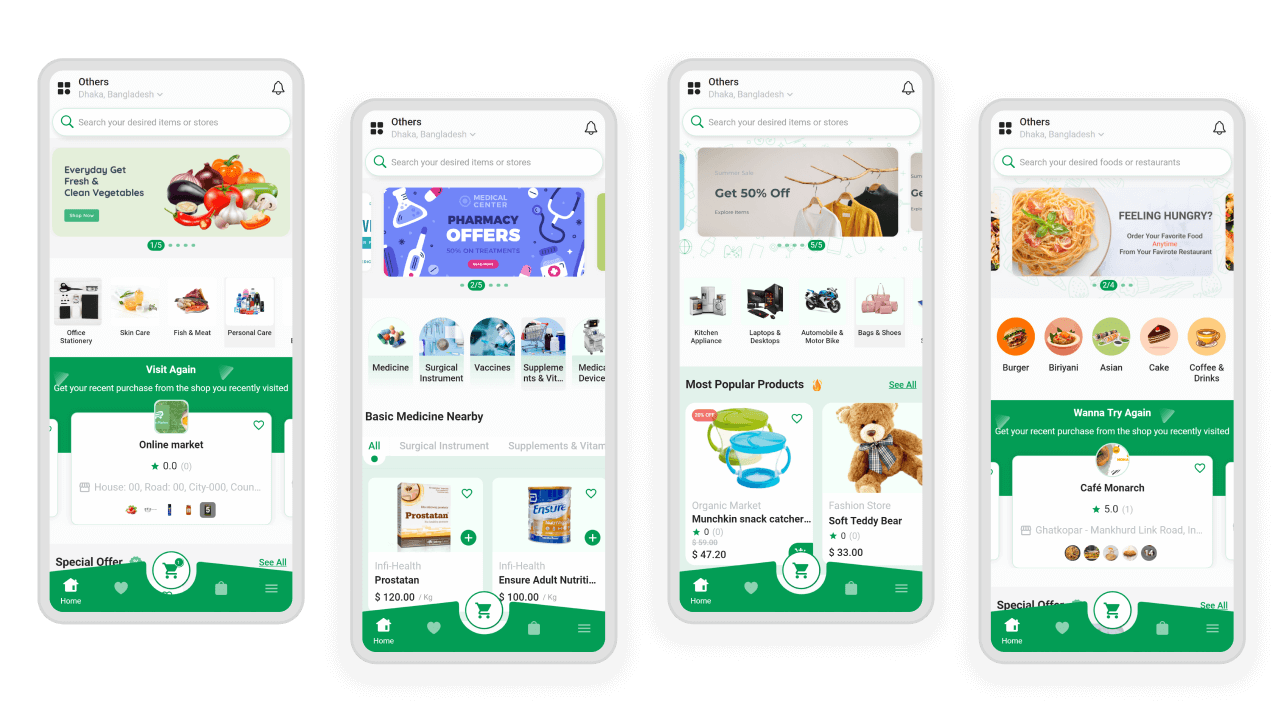 Others
Dhaka, Bangladesh
Search your desired items or stores
Everyday Get
Fresh &
Clean Vegetables
Shop Now
1/5
Office
Stationery
Skin Care
Fish & Meat
Personal Care
Visit Again
Get your recent purchase from the shop you recently visited
Online market
0.0 (0)
House: 00, Road: 00, City-000, Coun...
5
Special Offer
See All
Home
Others
Dhaka, Bangladesh
Search your desired items or stores
MEDICAL
CENTER
PHARMACY
OFFERS
50% ON TREATMENTS
2/5
Medicine
Surgical
Instrument
Vaccines
Suppleme
nts & Vit...
Medical
Device
Basic Medicine Nearby
All
Surgical Instrument
Supplements & Vitam
Prostatan
Ensure
Infi-Health
Prostatan
$ 120.00 / Kg
Infi-Health
Ensure Adult Nutriti...
$ 100.00 / Kg
Home
Others
Dhaka, Bangladesh
Search your desired items or stores
Summer Sale
Get 50% Off
Explore Items
Sum
Ge
5/5
Kitchen
Appliance
Laptops &
Desktops
Automobile &
Motor Bike
Bags & Shoes
Most Popular Products
See All
Organic Market
Munchkin snack catcher...
0 (0)
$ 59.00
$ 47.20
Fashion Store
Soft Teddy Bear
0 (0)
$ 33.00
Home
Others
Dhaka, Bangladesh
Search your desired foods or restaurants
FEELING HUNGRY?
Order Your Favorite Food
Anytime
From Your Favirote Restaurant
2/4
Burger
Biriyani
Asian
Cake
Coffee &
Drinks
Wanna Try Again
Get your recent purchase from the shop you recently visited
Café Monarch
5.0 (1)
Ghatkopar - Mankhurd Link Road, In...
14
Special Offer
See All
Home